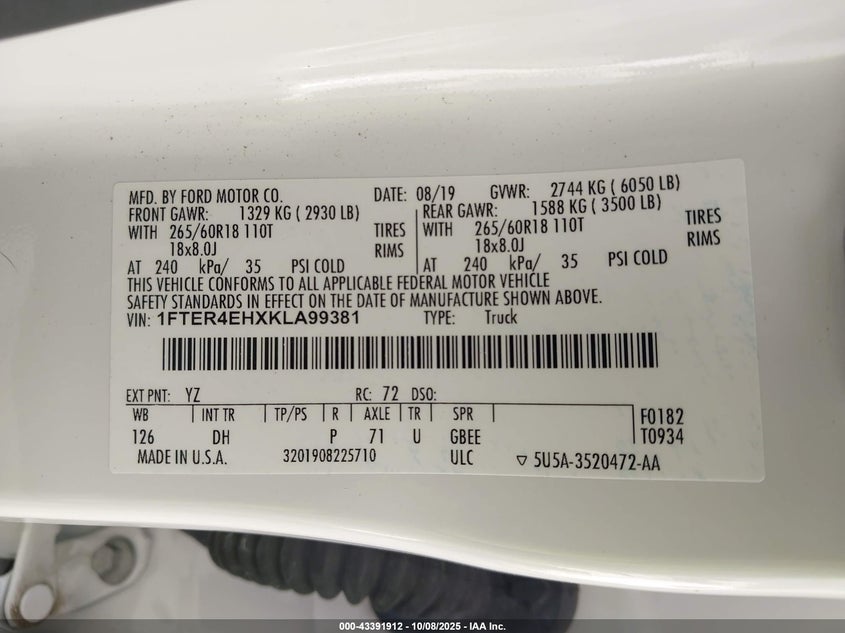 MFD. BY FORD MOTOR CO. DATE: 08/19 GVWR: 2744 KG ( 6050 LB)
FRONT GAWR: 1329 KG ( 2930 LB) REAR GAWR: 1588 KG ( 3500 LB)
WITH 265/60R18 110T TIRES WITH 265/60R18 110T TIRES
18x8.0J RIMS 18x8.0J RIMS
AT 240 kPa/ 35 PSI COLD AT 240 kPa/ 35 PSI COLD
THIS VEHICLE CONFORMS TO ALL APPLICABLE FEDERAL MOTOR VEHICLE
SAFETY STANDARDS IN EFFECT ON THE DATE OF MANUFACTURE SHOWN ABOVE.
VIN: 1FTER4EHXKLA99381 TYPE: Truck
EXT PNT: YZ RC: 72 DSO:
WB INT TR TP/PS R AXLE TR SPR F0182
126 DH P 71 U GBEE T0934
MADE IN U.S.A. 3201908225710 ULC ▽ 5U5A-3520472-AA
000-43391912 - 10/08/2025 - IAA Inc.